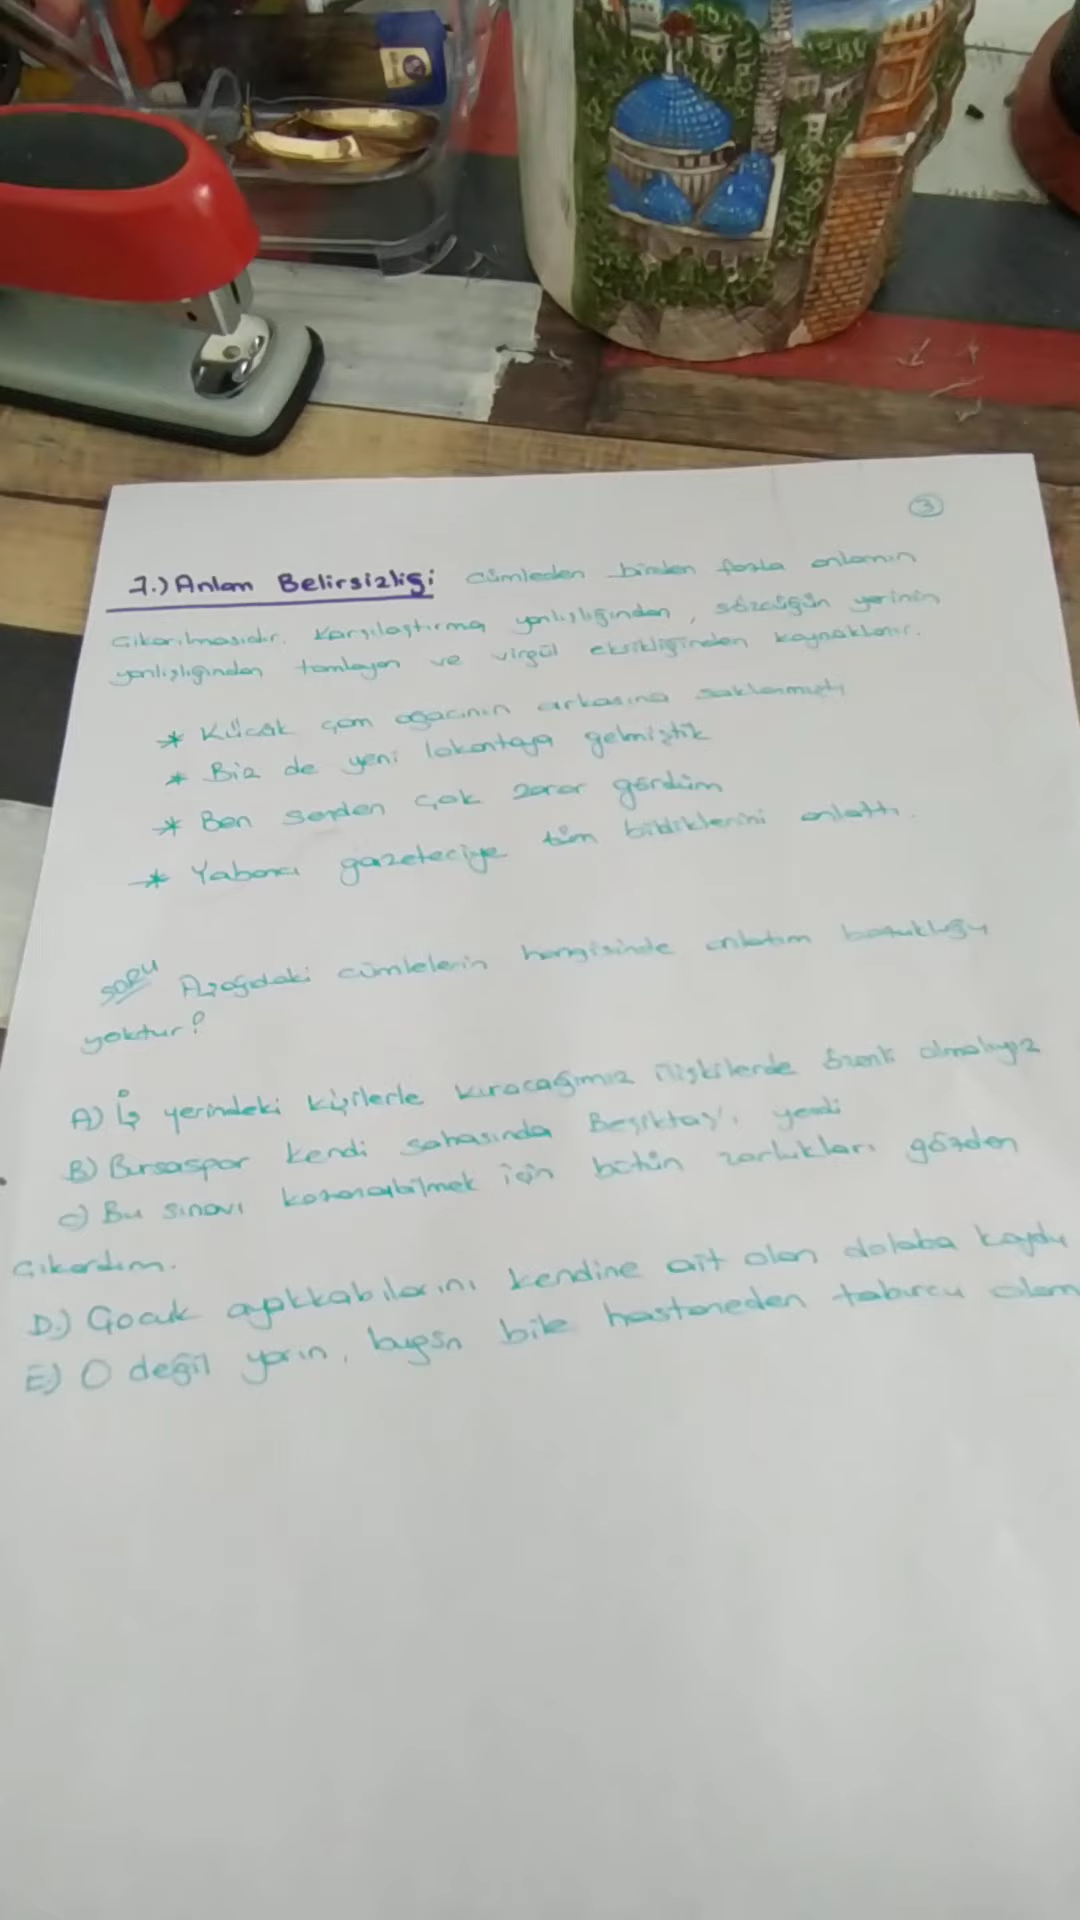 3
7.) Anlam Belirsizliği cümleden birden fazla anlamın
çıkarılmasıdır. Karşılaştırma yanlışlığından, sözcüğün yerinin
yanlışlığından tamlayan ve virgül eksikliğinden kaynaklanır.
* Küçük çam ağacının arkasına saklanmıştı
* Biz de yeni lokantaya gelmiştik
* Ben senden çok zarar gördüm
* Yabancı gazeteciye tüm bildiklerini anlattı.
SORU Aşağıdaki cümlelerin hangisinde anlatım bozukluğu
yoktur?
A) İş yerindeki kişilerle kuracağımız ilişkilerde özenli olmalıyız
B) Bursaspor kendi sahasında Beşiktaş'ı yendi
C) Bu sınavı kazanabilmek için bütün zorlukları gözden
çıkardım.
D.) Çocuk ayakkabılarını kendine ait olan dolaba koydu
E) O değil yarın, bugün bile hastaneden taburcu olam